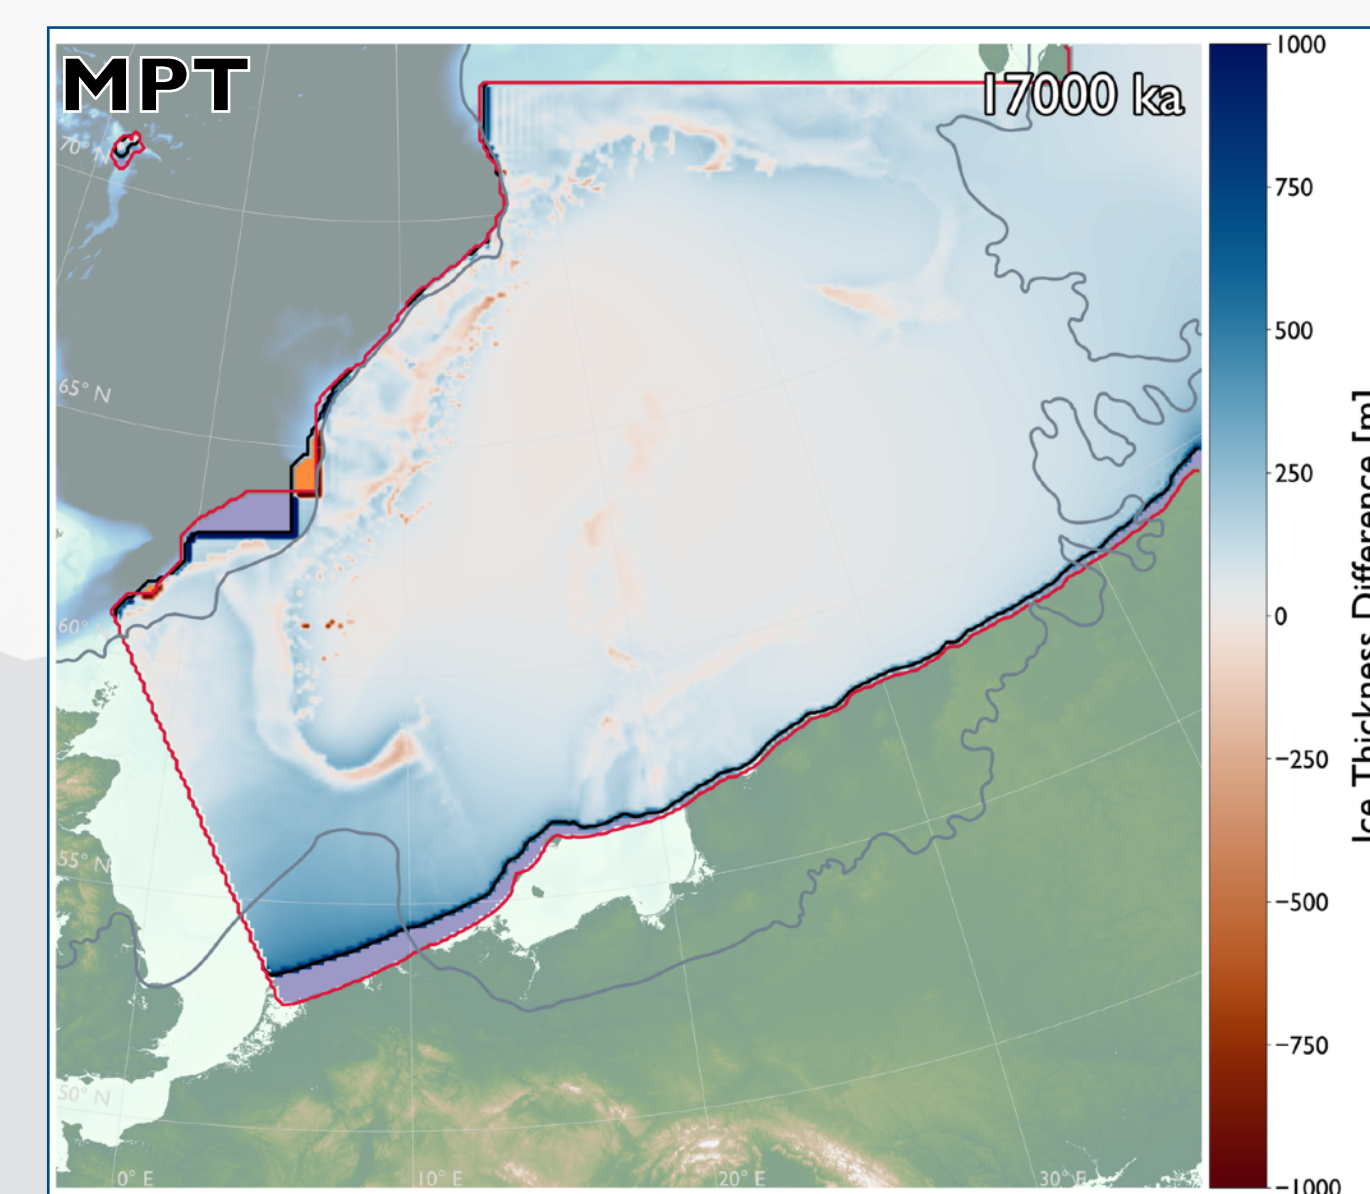 MPT
17000 ka
70° N
65° N
60° N
55° N
50° N
0° E
10° E
20° E
30° E
1000
750
500
250
0
−250
−500
−750
−1000
Ice Thickness Difference [m]